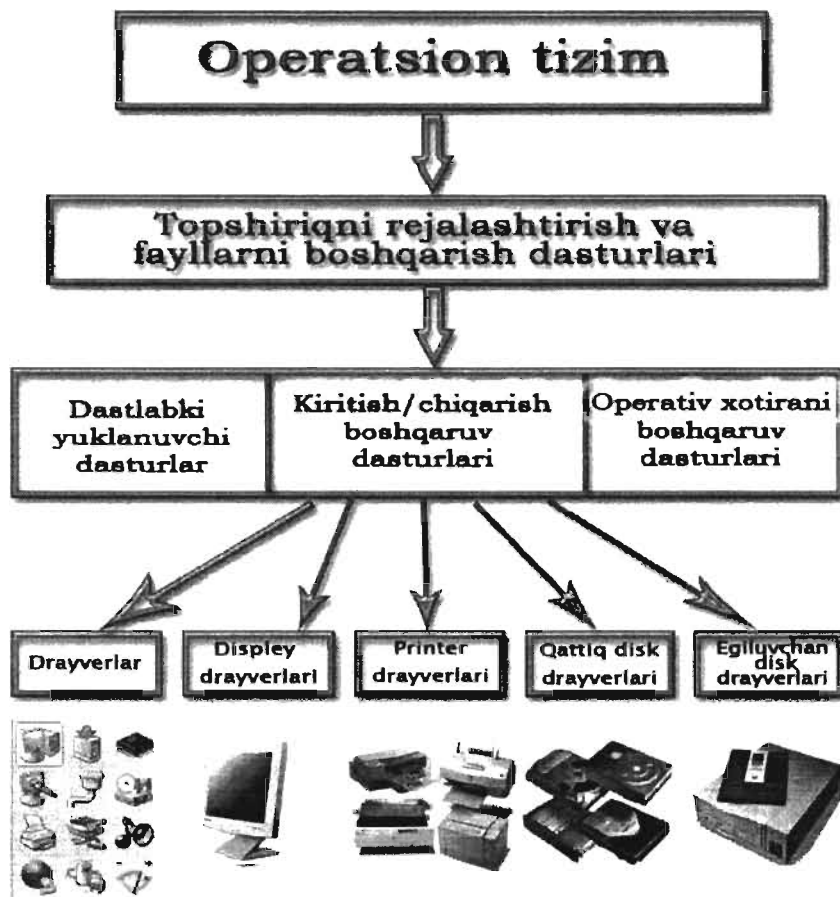 Operatsion tizim
Topshiriqni rejalashtirish va
fayllarni boshqarish dasturlari
Dastlabki
yuklanuvchi
dasturlar
Kiritish/chiqarish
boshqaruv
dasturlari
Operativ xotirani
boshqaruv
dasturlari
Drayverlar
Displey
drayverlari
Printer
drayverlari
Qattiq disk
drayverlari
Egiluvchan
disk
drayverlari